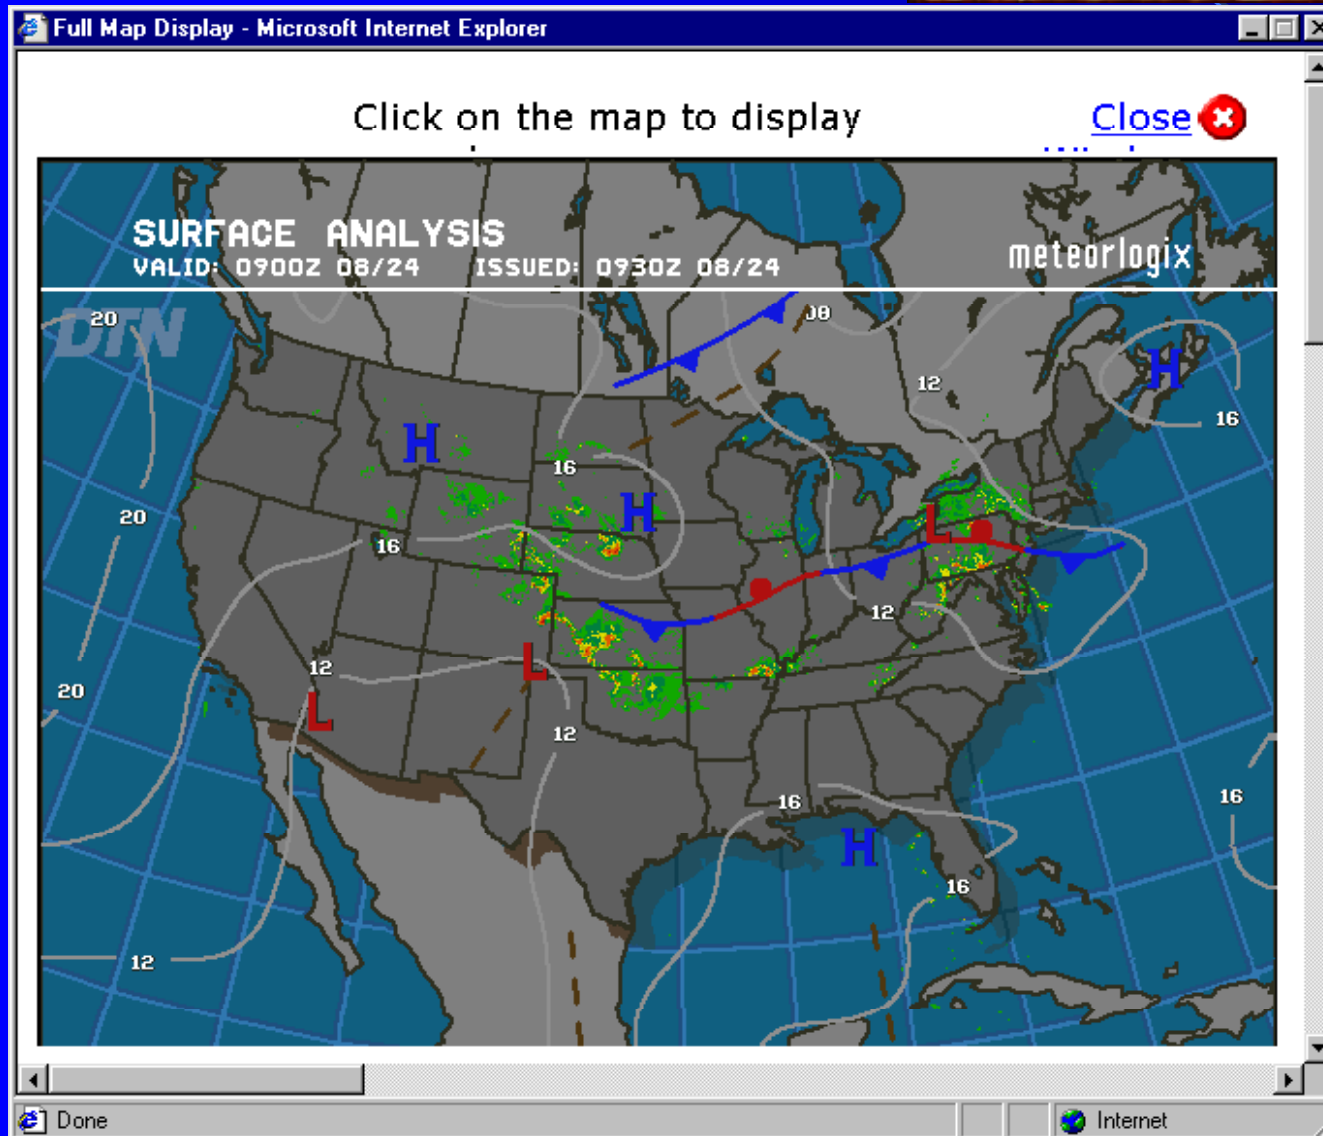 Full Map Display - Microsoft Internet Explorer
Click on the map to display
Close
SURFACE ANALYSIS
VALID: 0900Z 08/24 ISSUED: 0930Z 08/24
meteorlogix
DTN
20
08
12
H
16
H
16
H
20
16
L
12
20
12
L
L
12
16
16
H
16
12
Done
Internet